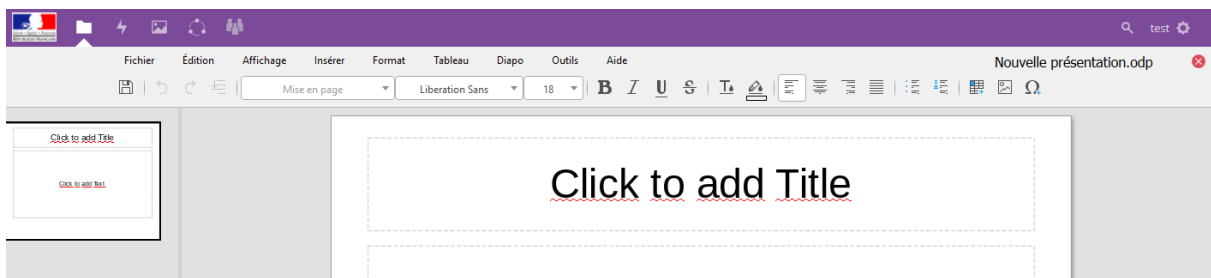 test
Fichier Édition Affichage Insérer Format Tableau Diapo Outils Aide
Nouvelle présentation.odp
Mise en page Liberation Sans 18 B I U S T Ω
Click to add Title
Click to add Text
Click to add Title